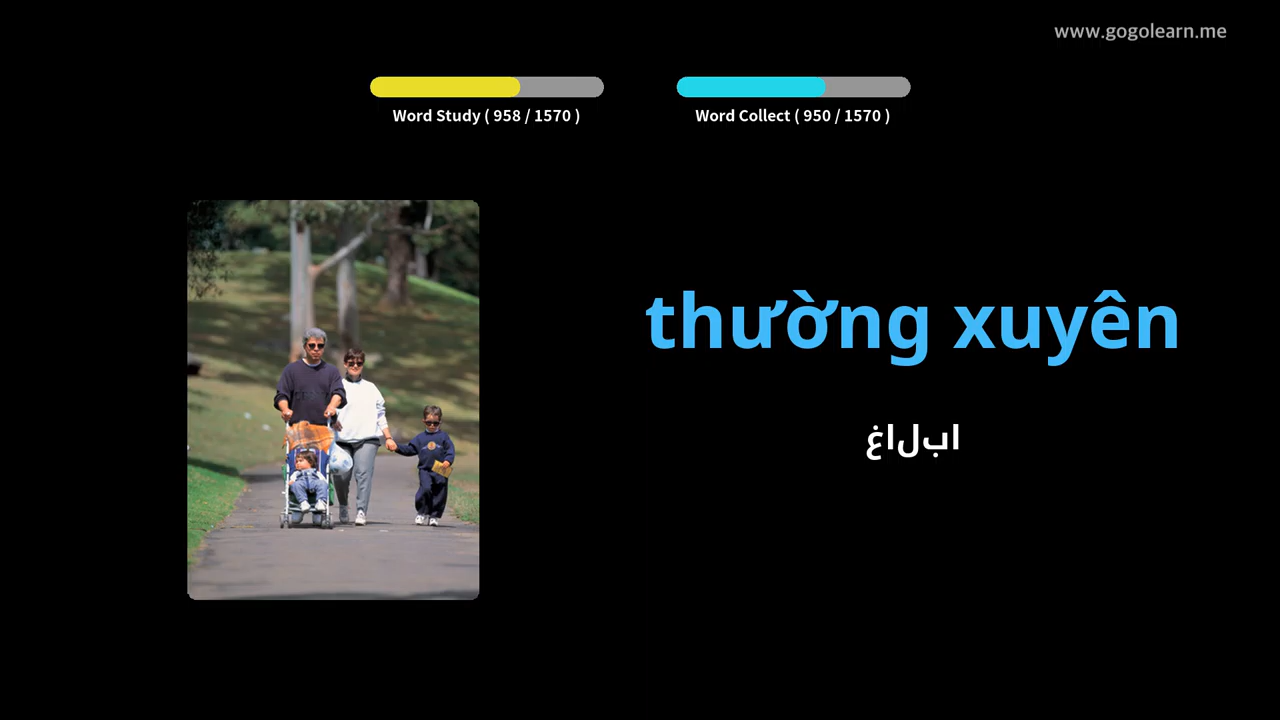 www.gogolearn.me
Word Study ( 958 / 1570 )
Word Collect ( 950 / 1570 )
thường xuyên
غالبا